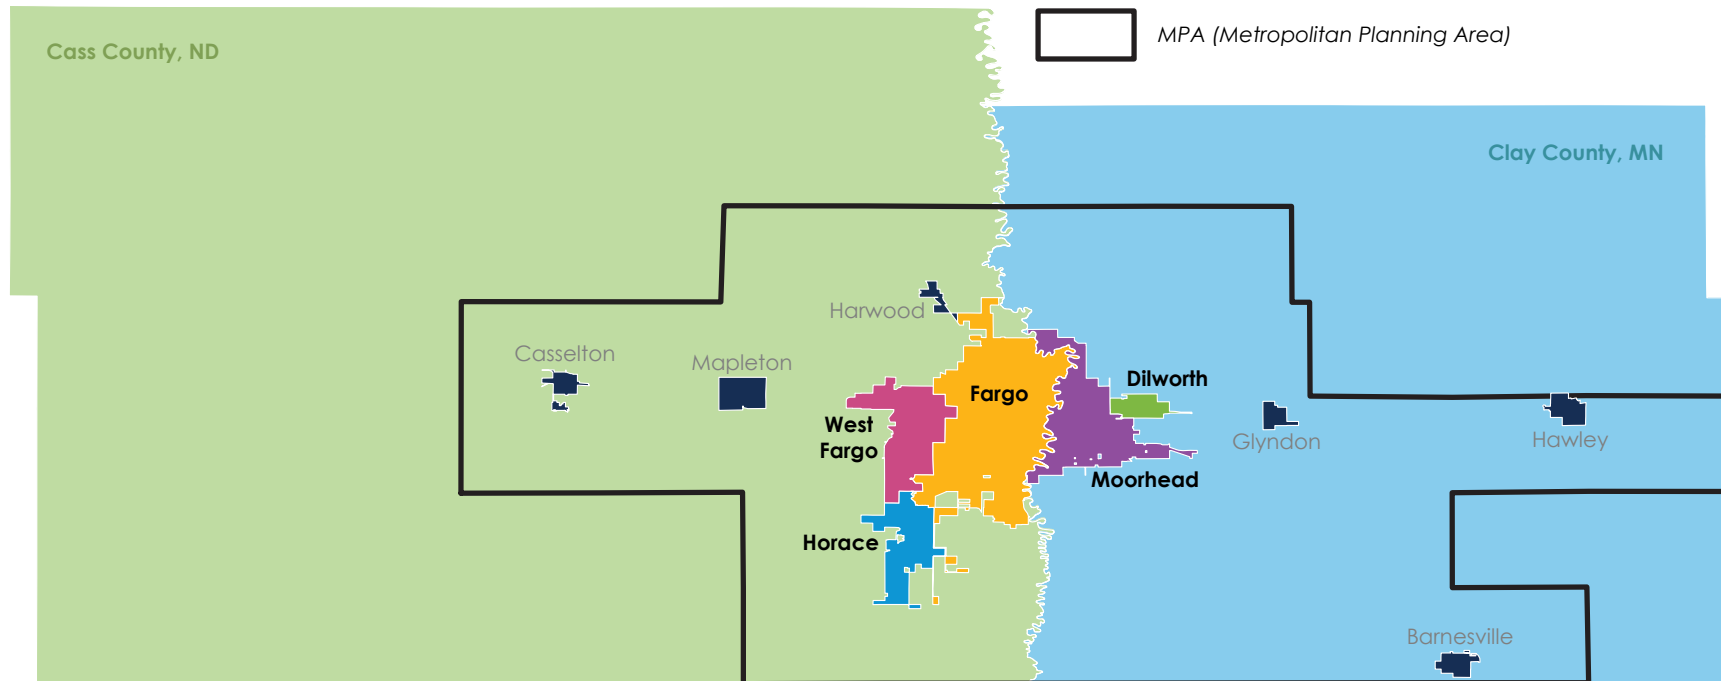 MPA (Metropolitan Planning Area)
Cass County, ND
Clay County, MN
Harwood
Casselton
Mapleton
Dilworth
Fargo
West
Fargo
Glyndon
Hawley
Moorhead
Horace
Barnesville